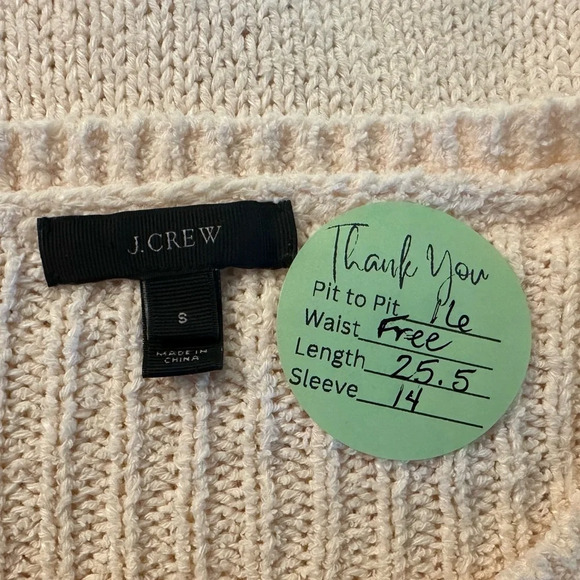 J.CREW
S
MADE IN
CHINA
Thank You
Pit to Pit 16
Waist Free
Length 25.5
Sleeve 14